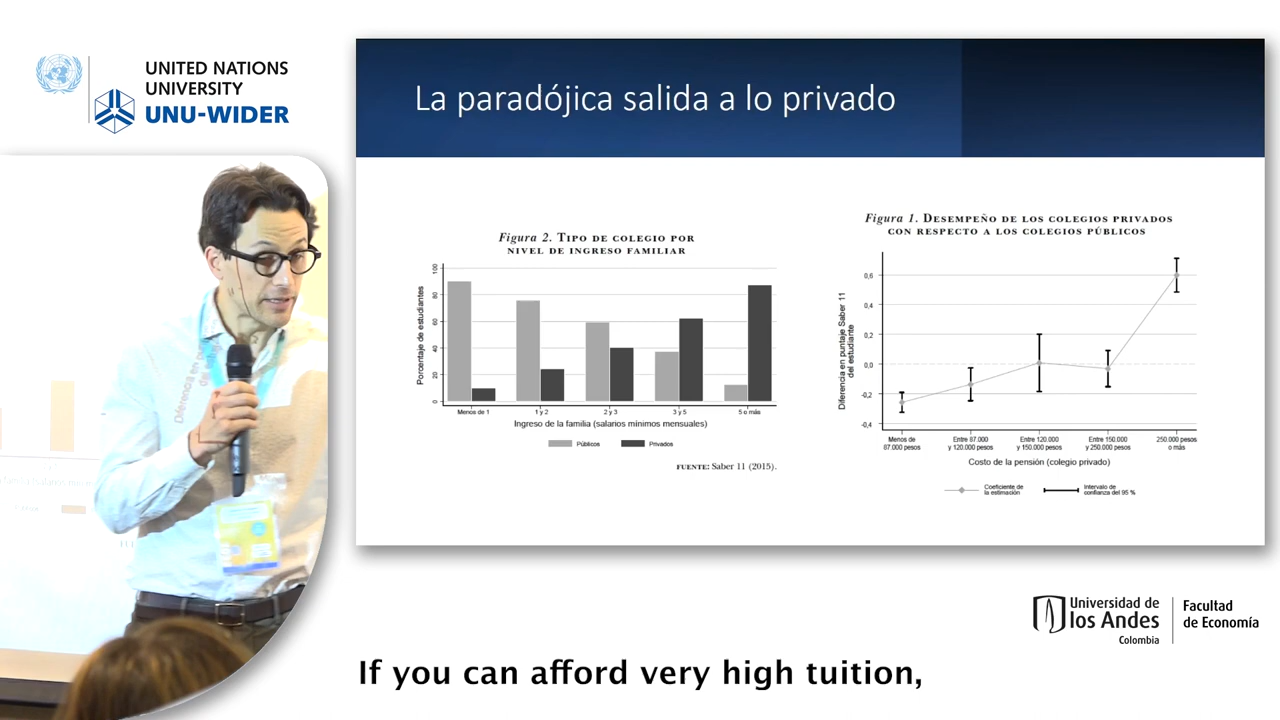 UNITED NATIONS
UNIVERSITY
UNU-WIDER
La paradójica salida a lo privado
Figura 2. TIPO DE COLEGIO POR
NIVEL DE INGRESO FAMILIAR
Porcentaje de estudiantes
100
80
60
40
20
0
Menos de 1
1 y 2
2 y 3
3 y 5
5 o más
Ingreso de la familia (salarios mínimos mensuales)
Públicos
Privados
FUENTE: Saber 11 (2015).
Figura 1. DESEMPEÑO DE LOS COLEGIOS PRIVADOS
CON RESPECTO A LOS COLEGIOS PÚBLICOS
Diferencia en puntaje Saber 11
del estudiante
0,6
0,4
0,2
0,0
-0,2
-0,4
Menos de
87.000 pesos
Entre 87.000
y 120.000 pesos
Entre 120.000
y 150.000 pesos
Entre 150.000
y 250.000 pesos
250.000 pesos
o más
Costo de la pensión (colegio privado)
Coeficiente de
la estimación
Intervalo de
confianza del 95 %
Universidad de
los Andes
Colombia
Facultad
de Economía
If you can afford very high tuition,